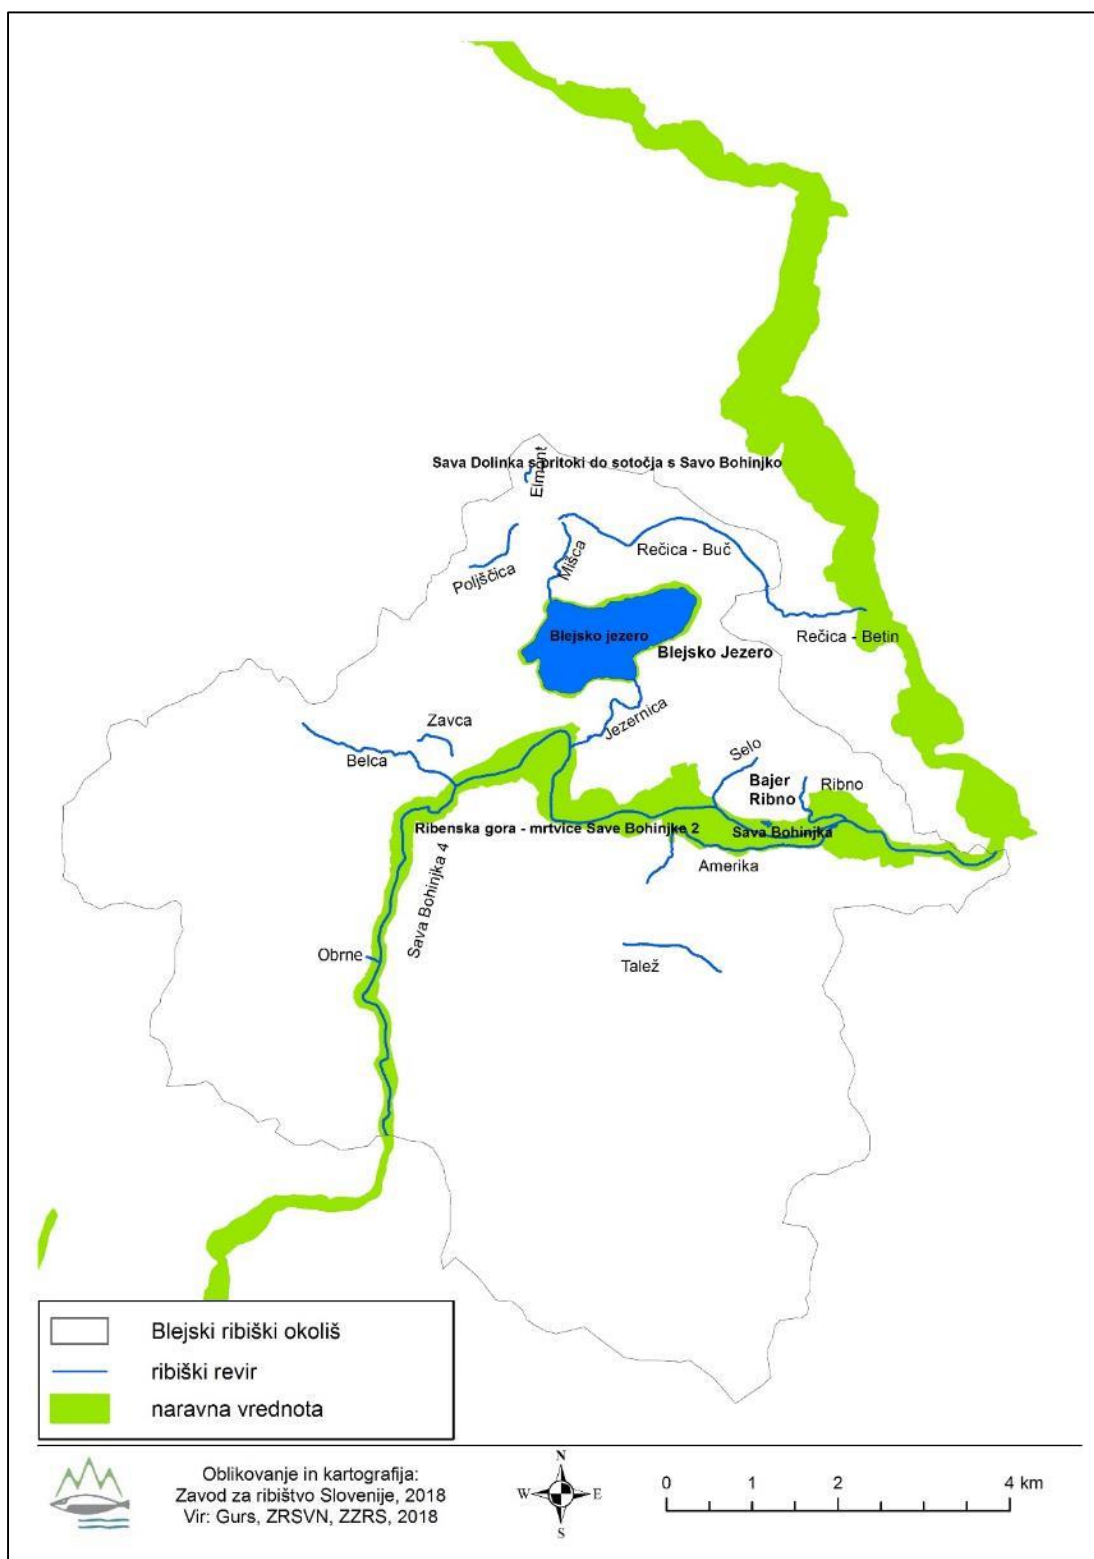 Sava Dolinka s pritoki do sotočja s Savo Bohinjko
Elmont
Rečica - Buč
Mišca
Poljščica
Blejsko jezero
Rečica - Betin
Blejsko Jezero
Jezernica
Zavca
Belca
Selo
Bajer
Ribno
Ribno
Ribenska gora - mrtvice Save Bohinjke 2
Sava Bohinjka
Amerika
Sava Bohinjka 4
Obrne
Talež
Blejski ribiški okoliš
ribiški revir
naravna vrednota
Oblikovanje in kartografija:
Zavod za ribištvo Slovenije, 2018
Vir: Gurs, ZRSVN, ZZRS, 2018
N
W
E
S
0 1 2 4 km